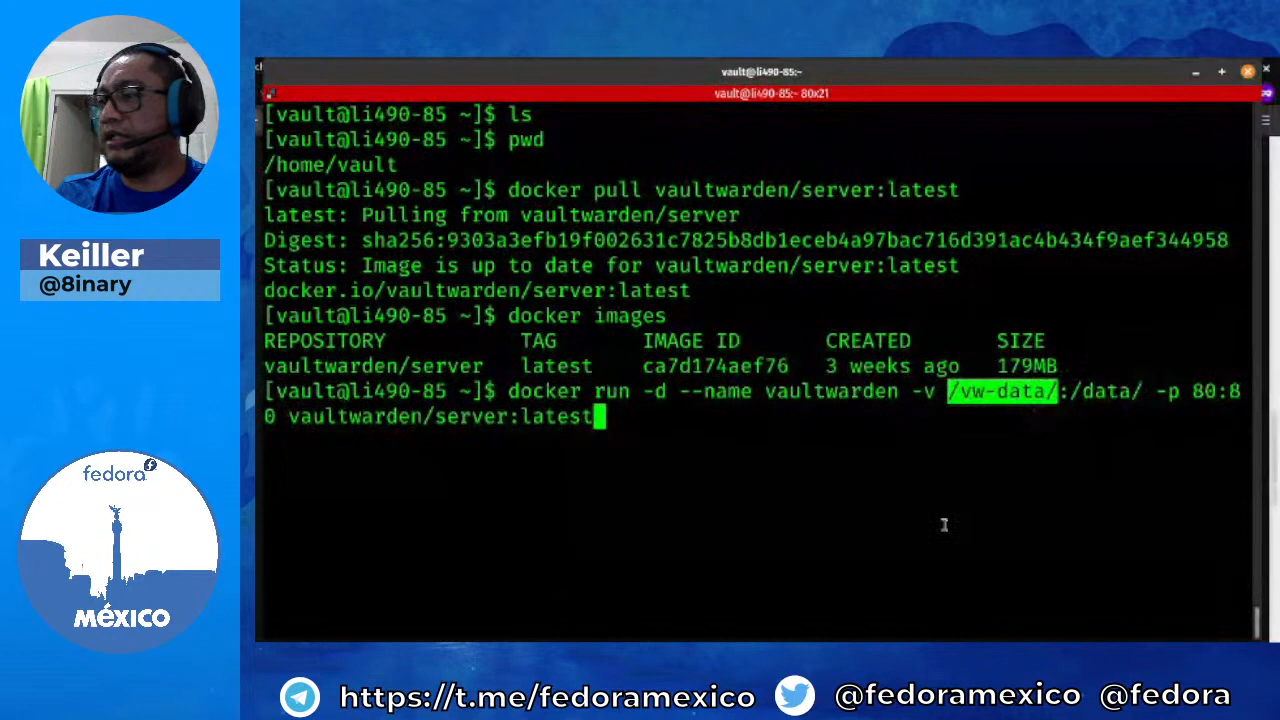 Keiller
@8inary
fedora
MÉXICO
vault@li490-85:~
vault@li490-85:~ 80x21
[vault@li490-85 ~]$ ls
[vault@li490-85 ~]$ pwd
/home/vault
[vault@li490-85 ~]$ docker pull vaultwarden/server:latest
latest: Pulling from vaultwarden/server
Digest: sha256:9303a3efb19f002631c7825b8db1eceb4a97bac716d391ac4b434f9aef344958
Status: Image is up to date for vaultwarden/server:latest
docker.io/vaultwarden/server:latest
[vault@li490-85 ~]$ docker images
REPOSITORY TAG IMAGE ID CREATED SIZE
vaultwarden/server latest ca7d174aef76 3 weeks ago 179MB
[vault@li490-85 ~]$ docker run -d --name vaultwarden -v /vw-data/:/data/ -p 80:8
0 vaultwarden/server:latest
https://t.me/fedoramexico @fedoramexico @fedora